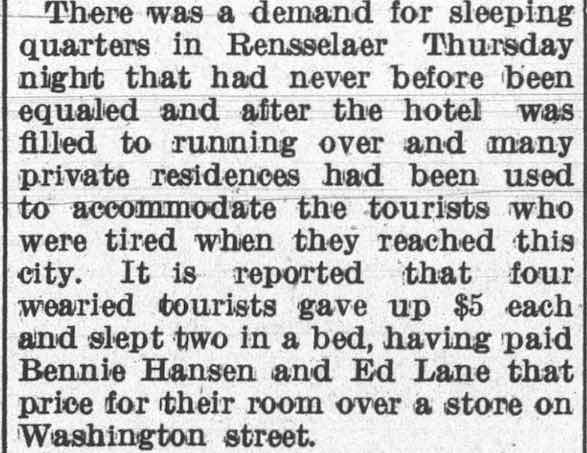 There was a demand for sleeping
quarters in Rensselaer Thursday
night that had never before been
equaled and after the hotel was
filled to running over and many
private residences had been used
to accommodate the tourists who
were tired when they reached this
city. It is reported that four
wearied tourists gave up $5 each
and slept two in a bed, having paid
Bennie Hansen and Ed Lane that
price for their room over a store on
Washington street.